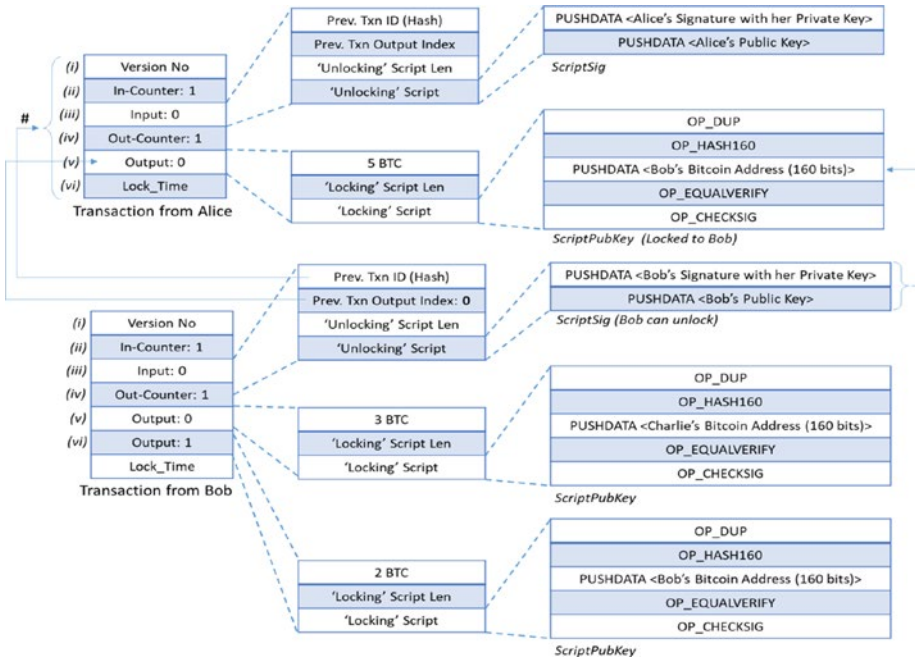 Prev. Txn ID (Hash)
Prev. Txn Output Index
'Unlocking' Script Len
'Unlocking' Script
PUSHDATA <Alice's Signature with her Private Key>
PUSHDATA <Alice's Public Key>
ScriptSig
#
(i) Version No
(ii) In-Counter: 1
(iii) Input: 0
(iv) Out-Counter: 1
(v) Output: 0
(vi) Lock_Time
Transaction from Alice
5 BTC
'Locking' Script Len
'Locking' Script
OP_DUP
OP_HASH160
PUSHDATA <Bob's Bitcoin Address (160 bits)>
OP_EQUALVERIFY
OP_CHECKSIG
ScriptPubKey (Locked to Bob)
Prev. Txn ID (Hash)
Prev. Txn Output Index: 0
'Unlocking' Script Len
'Unlocking' Script
PUSHDATA <Bob's Signature with her Private Key>
PUSHDATA <Bob's Public Key>
ScriptSig (Bob can unlock)
(i) Version No
(ii) In-Counter: 1
(iii) Input: 0
(iv) Out-Counter: 1
(v) Output: 0
(vi) Output: 1
Lock_Time
Transaction from Bob
3 BTC
'Locking' Script Len
'Locking' Script
OP_DUP
OP_HASH160
PUSHDATA <Charlie's Bitcoin Address (160 bits)>
OP_EQUALVERIFY
OP_CHECKSIG
ScriptPubKey
2 BTC
'Locking' Script Len
'Locking' Script
OP_DUP
OP_HASH160
PUSHDATA <Bob's Bitcoin Address (160 bits)>
OP_EQUALVERIFY
OP_CHECKSIG
ScriptPubKey